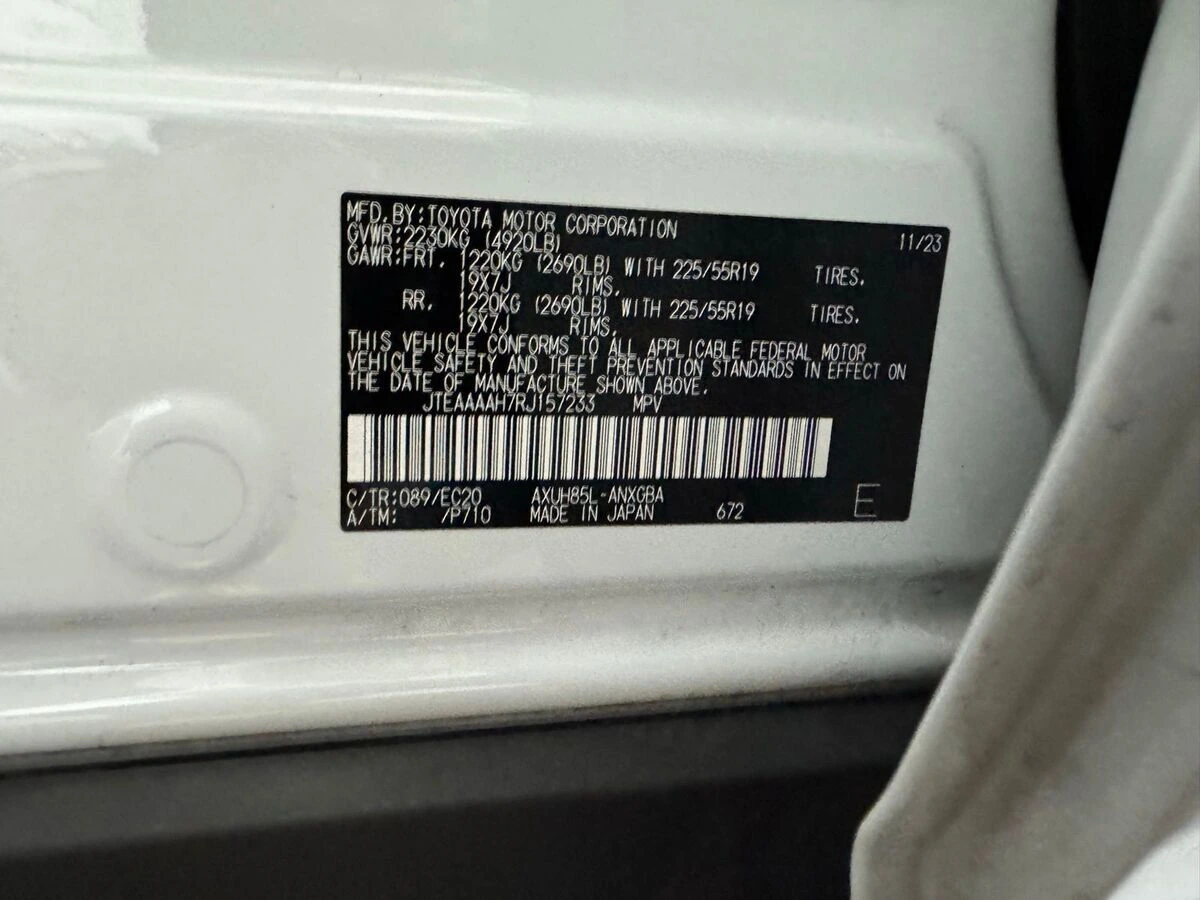 MFD. BY: TOYOTA MOTOR CORPORATION 11/23
GVWR: 2230KG (4920LB)
GAWR: FRT. 1220KG (2690LB) WITH 225/55R19 TIRES.
19X7J RIMS.
RR. 1220KG (2690LB) WITH 225/55R19 TIRES.
19X7J RIMS.
THIS VEHICLE CONFORMS TO ALL APPLICABLE FEDERAL MOTOR
VEHICLE SAFETY AND THEFT PREVENTION STANDARDS IN EFFECT ON
THE DATE OF MANUFACTURE SHOWN ABOVE.
JTEAAAAH7RJ157233 MPV
C/TR: 089/EC20 AXUH85L-ANXGBA
A/TM: /P710 MADE IN JAPAN 672 E